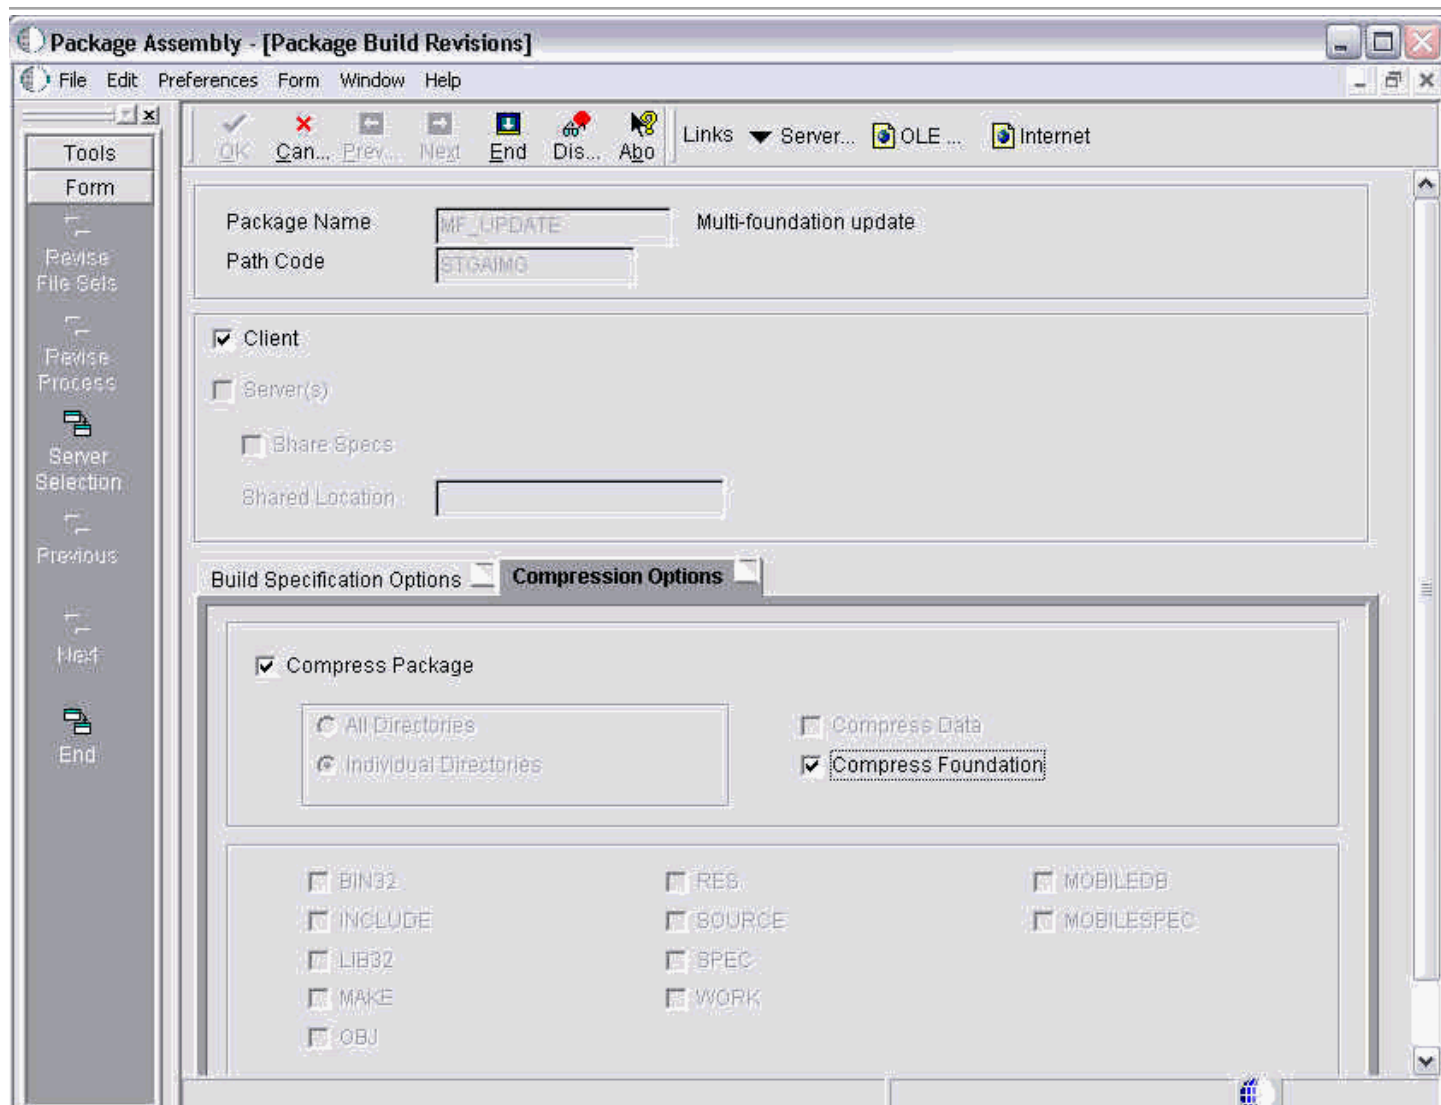 Package Assembly - [Package Build Revisions]
File Edit Preferences Form Window Help
Tools
Form
OK Can... Prev... Next End Dis... Abo Links Server... OLE ... Internet
Revise
File Sets
Revise
Process
Server
Selection
Previous
Next
End
Package Name MF_UPDATE Multi-foundation update
Path Code STGAIMG
Client
Server(s)
Share Specs
Shared Location
Build Specification Options Compression Options
Compress Package
All Directories Compress Data
Individual Directories Compress Foundation
BIN32 RES MOBILEDB
INCLUDE SOURCE MOBILESPEC
LIB32 SPEC
MAKE WORK
OBJ